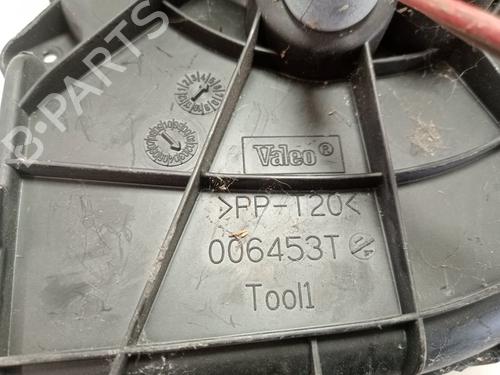 B-PARTS
Valeo®
>PP-T20<
006453T
Tool1